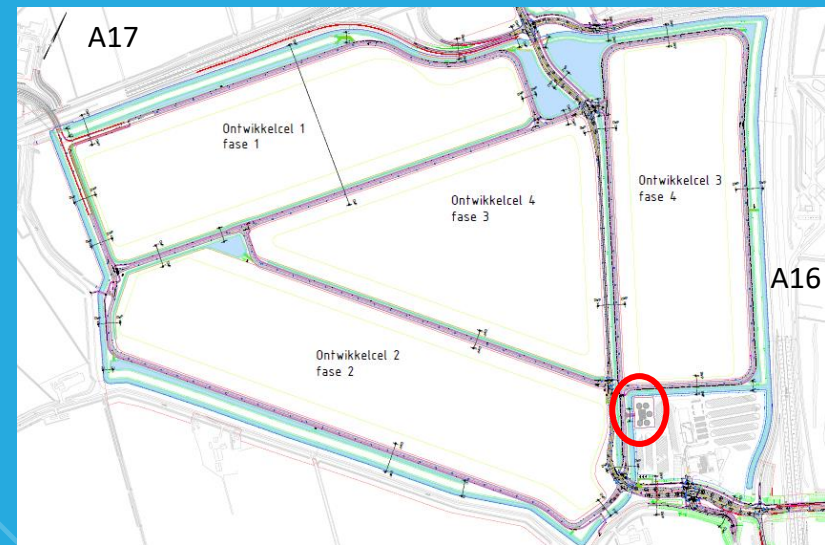 A17
Ontwikkelcel 1
fase 1
Ontwikkelcel 4
fase 3
Ontwikkelcel 3
fase 4
A16
Ontwikkelcel 2
fase 2